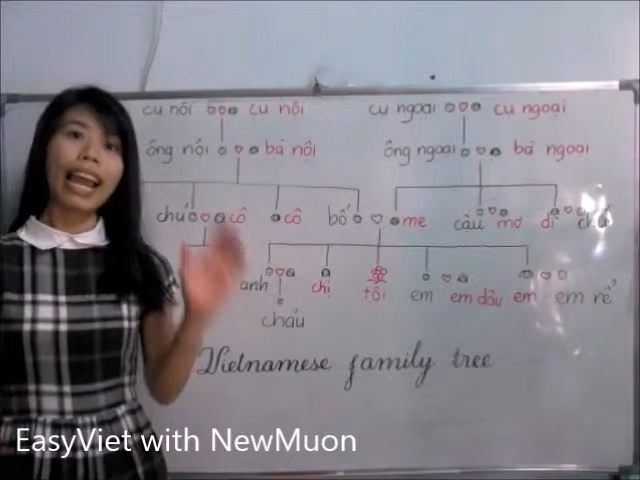 cụ nội cụ nội cụ ngoại cụ ngoại
ông nội bà nội ông ngoại bà ngoại
chú cô cô bố mẹ cậu mợ dì chú
anh chị tôi em em dâu em em rể
cháu
Vietnamese family tree
EasyViet with NewMuon